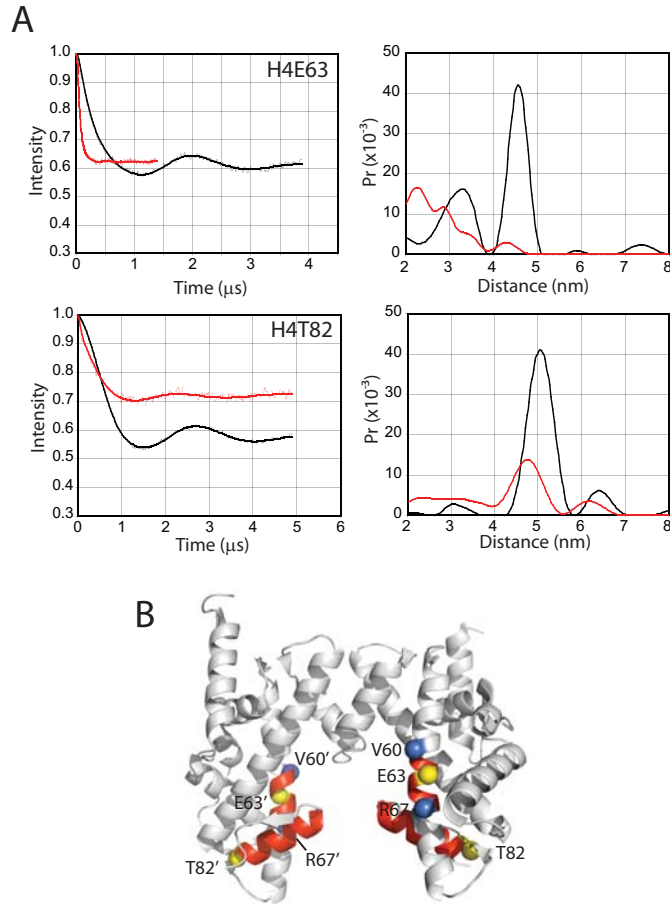 A
H4E63
Intensity
1.0
0.9
0.8
0.7
0.6
0.5
0.4
0.3
0 1 2 3 4
Time (μs)
Pr (x10⁻³)
50
40
30
20
10
0
2 3 4 5 6 7 8
Distance (nm)
H4T82
Intensity
1.0
0.9
0.8
0.7
0.6
0.5
0.4
0.3
0 1 2 3 4 5 6
Time (μs)
Pr (x10⁻³)
50
40
30
20
10
0
2 3 4 5 6 7 8
Distance (nm)
B
V60' V60
E63' E63
R67
T82' R67' T82